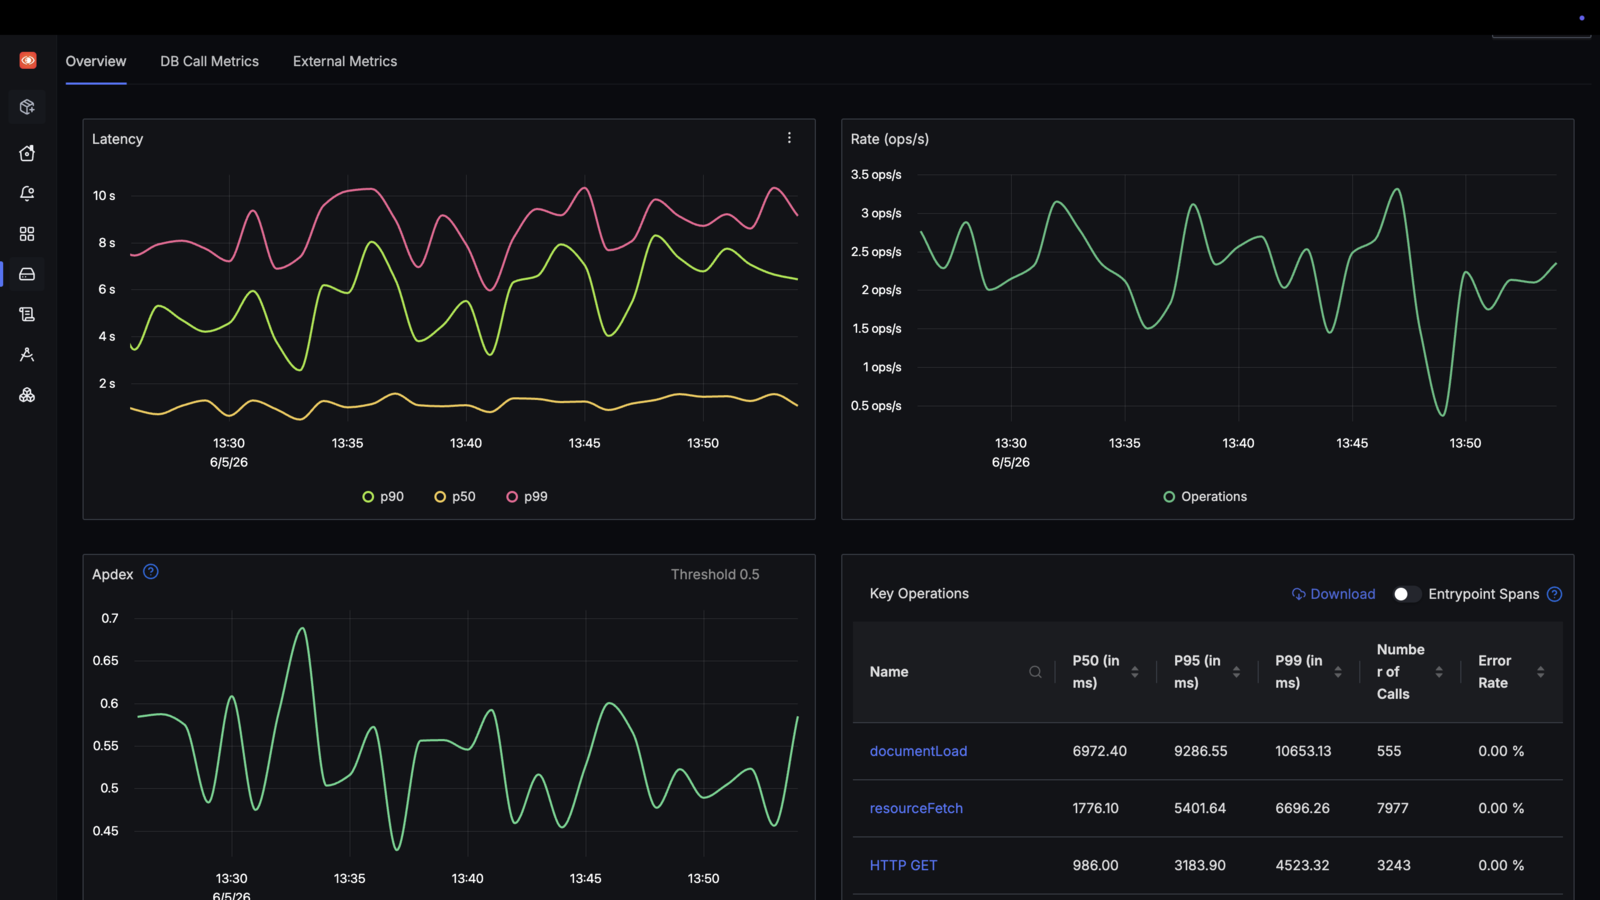 Overview DB Call Metrics External Metrics
Latency
10 s
8 s
6 s
4 s
2 s
13:30 13:35 13:40 13:45 13:50
6/5/26
p90 p50 p99
Rate (ops/s)
3.5 ops/s
3 ops/s
2.5 ops/s
2 ops/s
1.5 ops/s
1 ops/s
0.5 ops/s
13:30 13:35 13:40 13:45 13:50
6/5/26
Operations
Apdex ? Threshold 0.5
0.7
0.65
0.6
0.55
0.5
0.45
13:30 13:35 13:40 13:45 13:50
6/5/26
Key Operations Download Entrypoint Spans ?
Name P50 (in ms) P95 (in ms) P99 (in ms) Number of Calls Error Rate
documentLoad 6972.40 9286.55 10653.13 555 0.00 %
resourceFetch 1776.10 5401.64 6696.26 7977 0.00 %
HTTP GET 986.00 3183.90 4523.32 3243 0.00 %